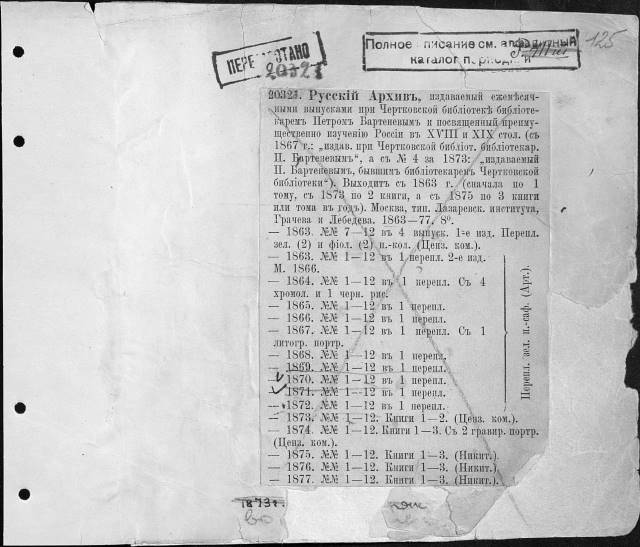 125
Полное описание см. алфавитный
каталог периодики
20321
20321. Русскій Архивъ, издаваемый ежемѣсяч-
ными выпусками при Чертковской библіотекѣ библіоте-
каремъ Петромъ Бартеневымъ и посвященный преиму-
щественно изученію Россіи въ XVIII и XIX стол. (съ
1867 г.: „издав. при Чертковской библіот. библіотекар.
П. Бартеневымъ“, а съ № 4 за 1873: „издаваемый
П. Бартеневымъ, бывшимъ библіотекаремъ Чертковской
библіотеки“). Выходитъ съ 1863 г. (сначала по 1
тому, съ 1873 по 2 книги, а съ 1875 по 3 книги
или тома въ годъ). Москва, тип. Лазаревск. института,
Грачева и Лебедева. 1863—77. 8º.
— 1863. №№ 7—12 въ 4 выпуск. 1-е изд. Перепл.
зел. (2) и фіол. (2) п.-кол. (Ценз. ком.).
— 1863. №№ 1—12 въ 1 перепл. 2-е изд.
М. 1866.
— 1864. №№ 1—12 въ 1 перепл. Съ 4
хромол. и 1 черн. рис.
— 1865. №№ 1—12 въ 1 перепл.
— 1866. №№ 1—12 въ 1 перепл.
— 1867. №№ 1—12 въ 1 перепл. Съ 1
литогр. портр.
— 1868. №№ 1—12 въ 1 перепл.
— 1869. №№ 1—12 въ 1 перепл.
— 1870. №№ 1—12 въ 1 перепл.
— 1871. №№ 1—12 въ 1 перепл.
— 1872. №№ 1—12 въ 1 перепл.
Перепл. зел. п.-саф. (Арт.).
— 1873. №№ 1—12. Книги 1—2. (Ценз. ком.).
— 1874. №№ 1—12. Книги 1—3. Съ 2 гравир. портр.
(Ценз. ком.).
— 1875. №№ 1—12. Книги 1—3. (Никит.).
— 1876. №№ 1—12. Книги 1—3. (Никит.).
— 1877. №№ 1—12. Книги 1—3. (Никит.).
1873г.